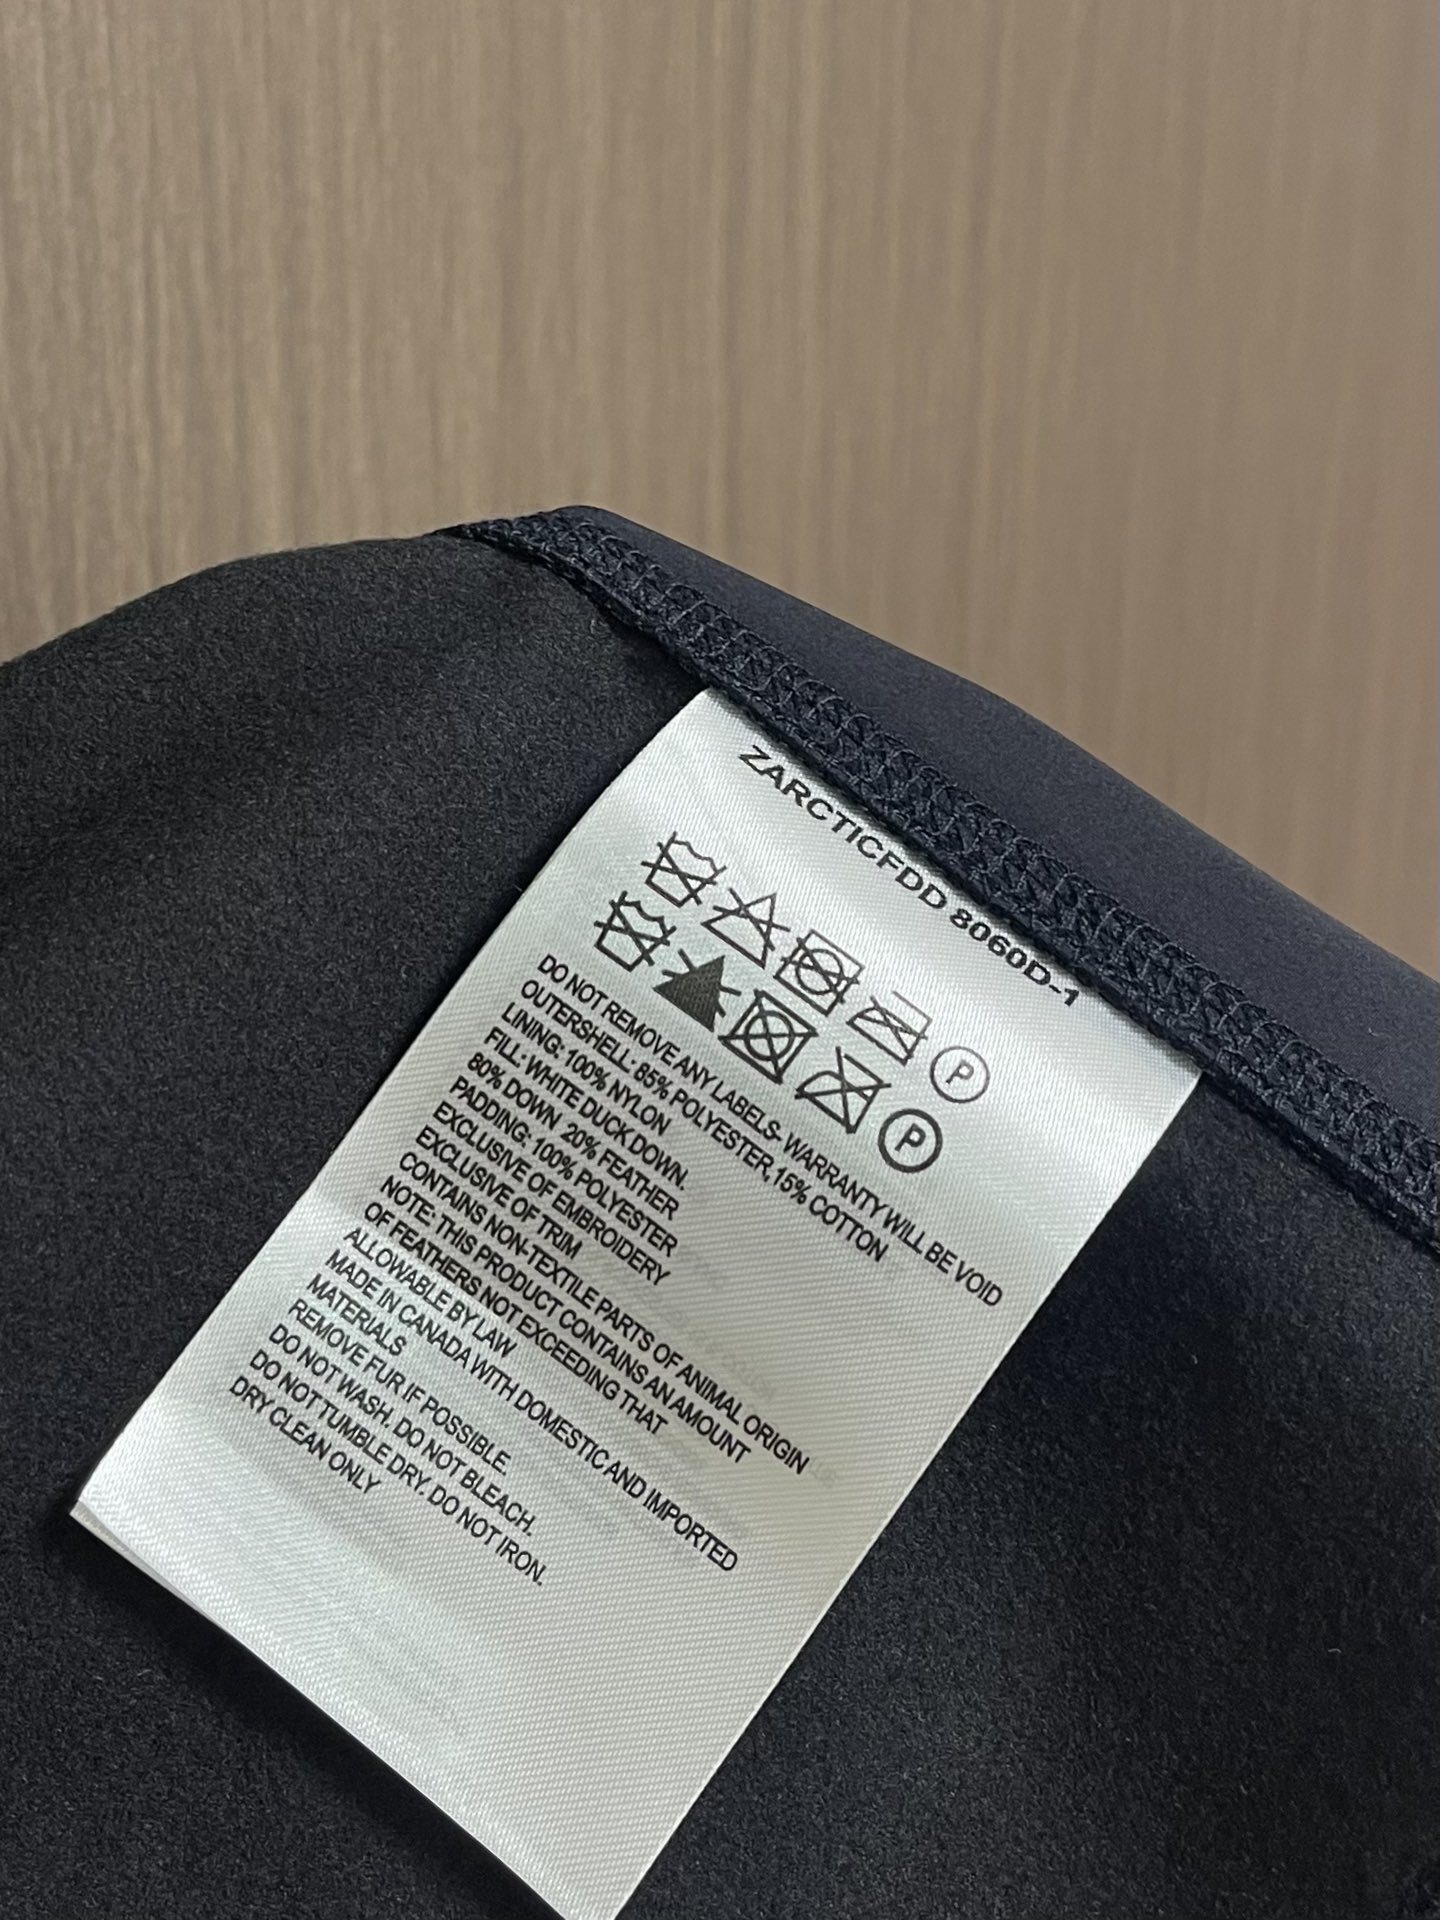 ZARCTICFDD 8060D-1
P
P
DO NOT REMOVE ANY LABELS- WARRANTY WILL BE VOID
OUTERSHELL: 85% POLYESTER,15% COTTON
LINING: 100% NYLON
FILL: WHITE DUCK DOWN.
80% DOWN 20% FEATHER
PADDING: 100% POLYESTER
EXCLUSIVE OF EMBROIDERY
EXCLUSIVE OF TRIM
CONTAINS NON-TEXTILE PARTS OF ANIMAL ORIGIN
NOTE: THIS PRODUCT CONTAINS AN AMOUNT
OF FEATHERS NOT EXCEEDING THAT
ALLOWABLE BY LAW
MADE IN CANADA WITH DOMESTIC AND IMPORTED
MATERIALS
REMOVE FUR IF POSSIBLE.
DO NOT WASH. DO NOT BLEACH.
DO NOT TUMBLE DRY. DO NOT IRON.
DRY CLEAN ONLY